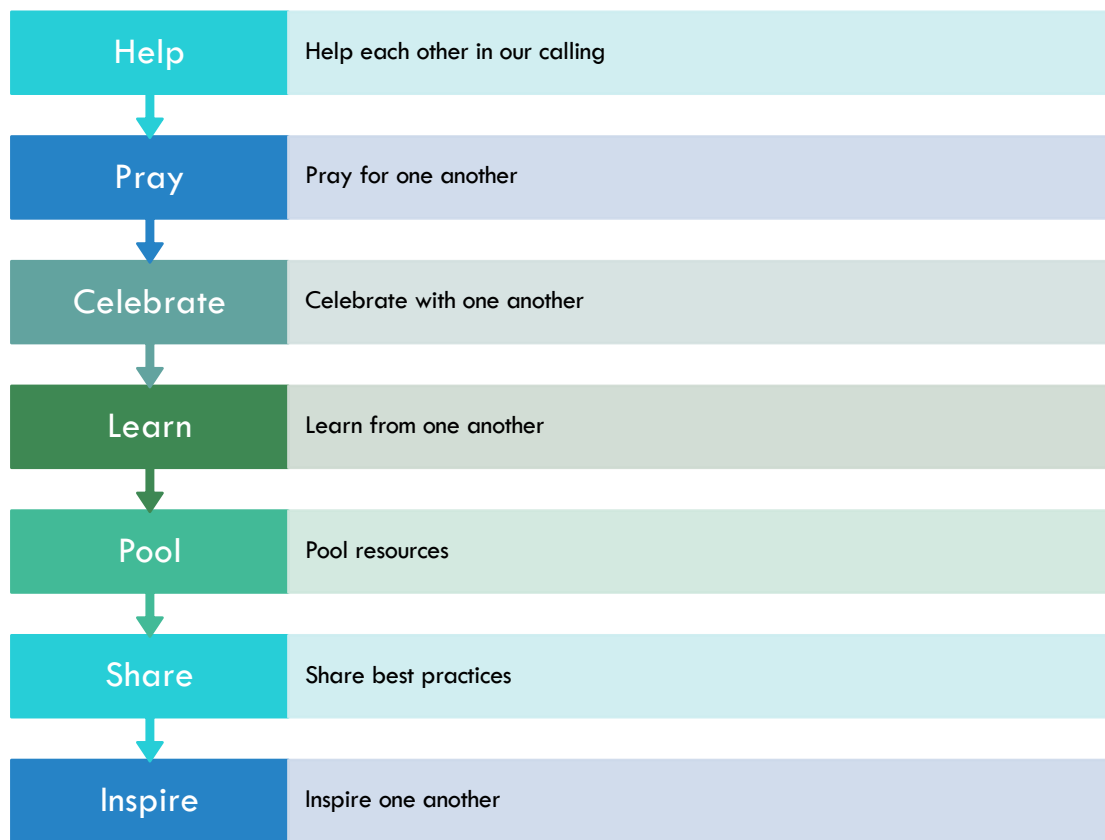 Help
Help each other in our calling
Pray
Pray for one another
Celebrate
Celebrate with one another
Learn
Learn from one another
Pool
Pool resources
Share
Share best practices
Inspire
Inspire one another